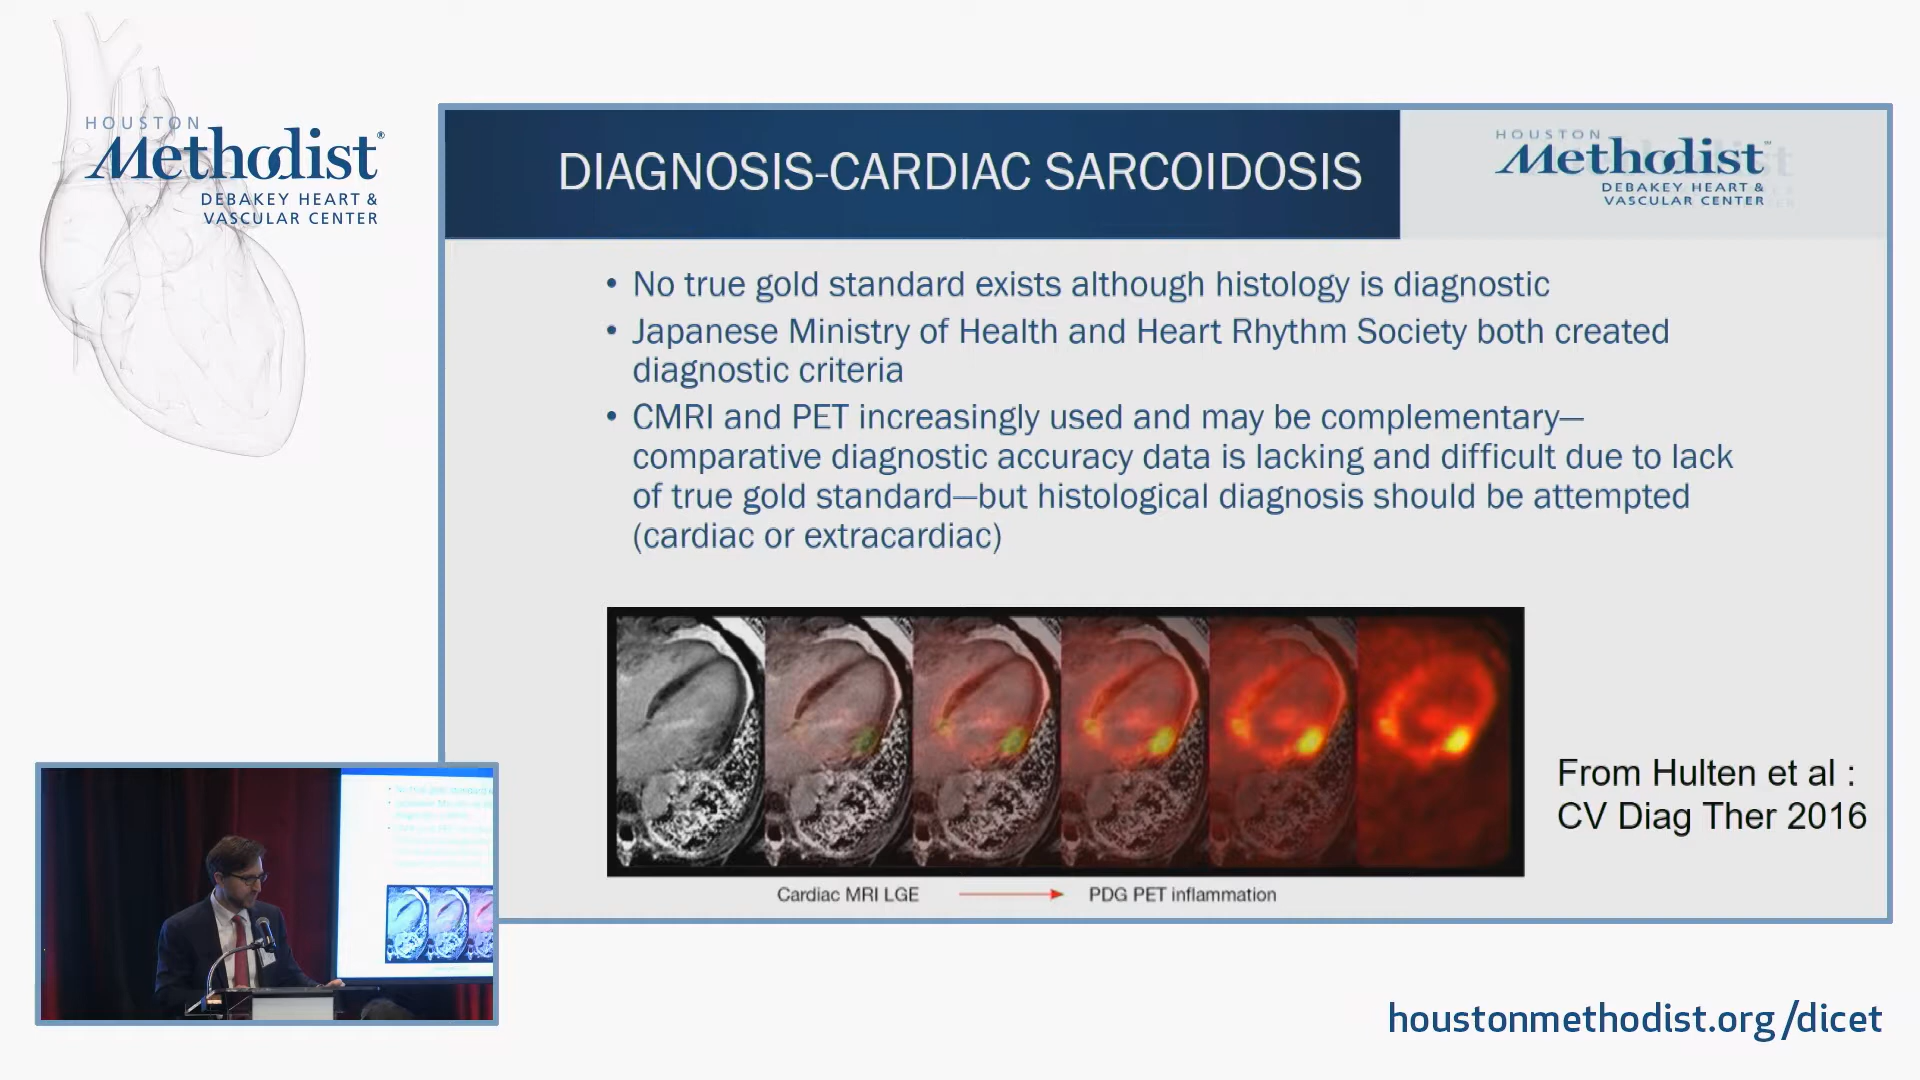 HOUSTON
Methodist®
DEBAKEY HEART &
VASCULAR CENTER
DIAGNOSIS-CARDIAC SARCOIDOSIS
HOUSTON
Methodist™
DEBAKEY HEART &
VASCULAR CENTER
• No true gold standard exists although histology is diagnostic
• Japanese Ministry of Health and Heart Rhythm Society both created
diagnostic criteria
• CMRI and PET increasingly used and may be complementary—
comparative diagnostic accuracy data is lacking and difficult due to lack
of true gold standard—but histological diagnosis should be attempted
(cardiac or extracardiac)
From Hulten et al :
CV Diag Ther 2016
Cardiac MRI LGE
PDG PET inflammation
houstonmethodist.org/dicet